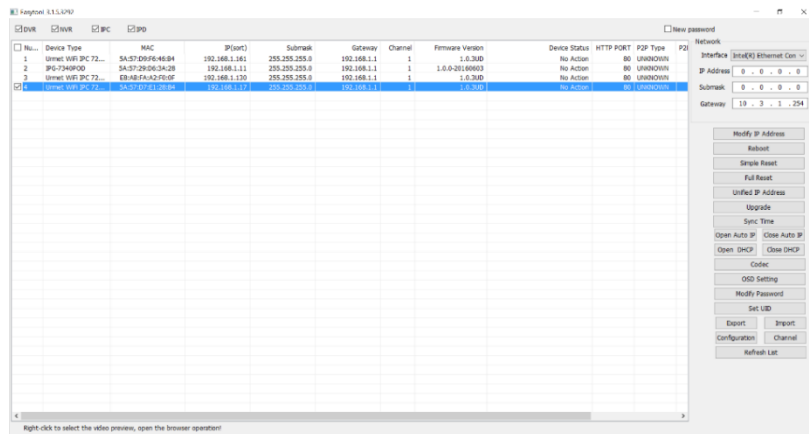 Easytool 3.1.5.3292
DVR NVR IPC IPD New password
Nu... Device Type MAC IP(sort) Submask Gateway Channel Firmware Version Device Status HTTP PORT P2P Type P2
1 Urmet WiFi IPC 72... 5A:57:D9:F6:46:B4 192.168.1.161 255.255.255.0 192.168.1.1 1 1.0.3UD No Action 80 UNKNOWN
2 IPG-7340POD 5A:57:29:D6:3A:28 192.168.1.11 255.255.255.0 192.168.1.1 1 1.0.0-20160603 No Action 80 UNKNOWN
3 Urmet WiFi IPC 72... E8:AB:FA:A2:F0:0F 192.168.1.130 255.255.255.0 192.168.1.1 1 1.0.3UD No Action 80 UNKNOWN
4 Urmet WiFi IPC 72... 5A:57:D7:E1:28:B4 192.168.1.17 255.255.255.0 192.168.1.1 1 1.0.3UD No Action 80 UNKNOWN
Network
Interface Intel(R) Ethernet Con
IP Address 0 . 0 . 0 . 0
Submask 0 . 0 . 0 . 0
Gateway 10 . 3 . 1 .254
Modify IP Address
Reboot
Simple Reset
Full Reset
Unified IP Address
Upgrade
Sync Time
Open Auto IP Close Auto IP
Open DHCP Close DHCP
Codec
OSD Setting
Modify Password
Set UID
Export Import
Configuration Channel
Refresh List
Right-click to select the video preview, open the browser operation!